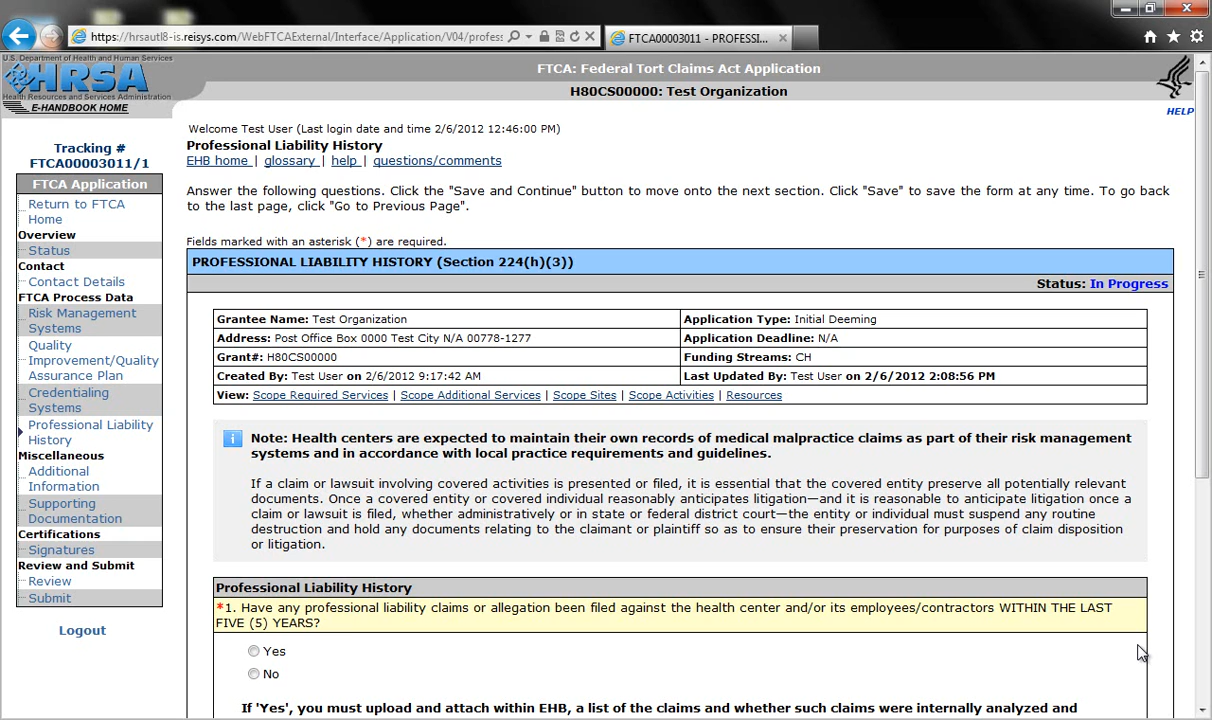 https://hrsautl8-is.reisys.com/WebFTCAExternal/Interface/Application/V04/profess
FTCA00003011 - PROFESSI...
U.S. Department of Health and Human Services
HRSA
Health Resources and Services Administration
E-HANDBOOK HOME
FTCA: Federal Tort Claims Act Application
H80CS00000: Test Organization
HELP
Tracking #
FTCA00003011/1
FTCA Application
Return to FTCA
Home
Overview
Status
Contact
Contact Details
FTCA Process Data
Risk Management
Systems
Quality
Improvement/Quality
Assurance Plan
Credentialing
Systems
Professional Liability
History
Miscellaneous
Additional
Information
Supporting
Documentation
Certifications
Signatures
Review and Submit
Review
Submit
Logout
Welcome Test User (Last login date and time 2/6/2012 12:46:00 PM)
Professional Liability History
EHB home | glossary | help | questions/comments
Answer the following questions. Click the "Save and Continue" button to move onto the next section. Click "Save" to save the form at any time. To go back
to the last page, click "Go to Previous Page".
Fields marked with an asterisk (*) are required.
PROFESSIONAL LIABILITY HISTORY (Section 224(h)(3))
Status: In Progress
Grantee Name: Test Organization Application Type: Initial Deeming
Address: Post Office Box 0000 Test City N/A 00778-1277 Application Deadline: N/A
Grant#: H80CS00000 Funding Streams: CH
Created By: Test User on 2/6/2012 9:17:42 AM Last Updated By: Test User on 2/6/2012 2:08:56 PM
View: Scope Required Services | Scope Additional Services | Scope Sites | Scope Activities | Resources
Note: Health centers are expected to maintain their own records of medical malpractice claims as part of their risk management
systems and in accordance with local practice requirements and guidelines.
If a claim or lawsuit involving covered activities is presented or filed, it is essential that the covered entity preserve all potentially relevant
documents. Once a covered entity or covered individual reasonably anticipates litigation—and it is reasonable to anticipate litigation once a
claim or lawsuit is filed, whether administratively or in state or federal district court—the entity or individual must suspend any routine
destruction and hold any documents relating to the claimant or plaintiff so as to ensure their preservation for purposes of claim disposition
or litigation.
Professional Liability History
*1. Have any professional liability claims or allegation been filed against the health center and/or its employees/contractors WITHIN THE LAST
FIVE (5) YEARS?
Yes
No
If 'Yes', you must upload and attach within EHB, a list of the claims and whether such claims were internally analyzed and